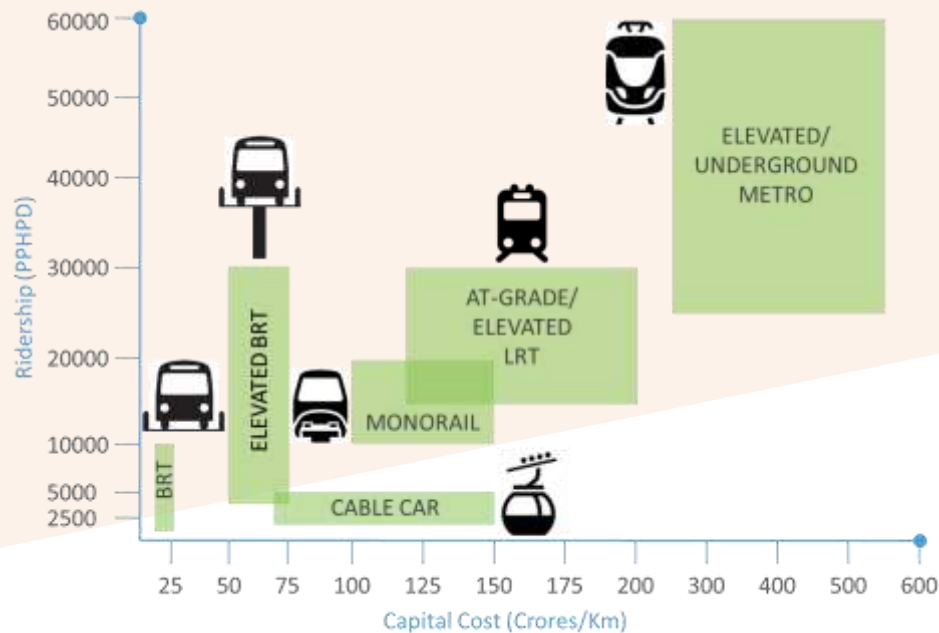 60000
50000
40000
30000
20000
10000
5000
2500
Ridership (PPHPD)
ELEVATED/
UNDERGROUND
METRO
AT-GRADE/
ELEVATED
LRT
ELEVATED BRT
MONORAIL
BRT
CABLE CAR
25 50 75 100 125 150 175 200 300 400 500 600
Capital Cost (Crores/Km)